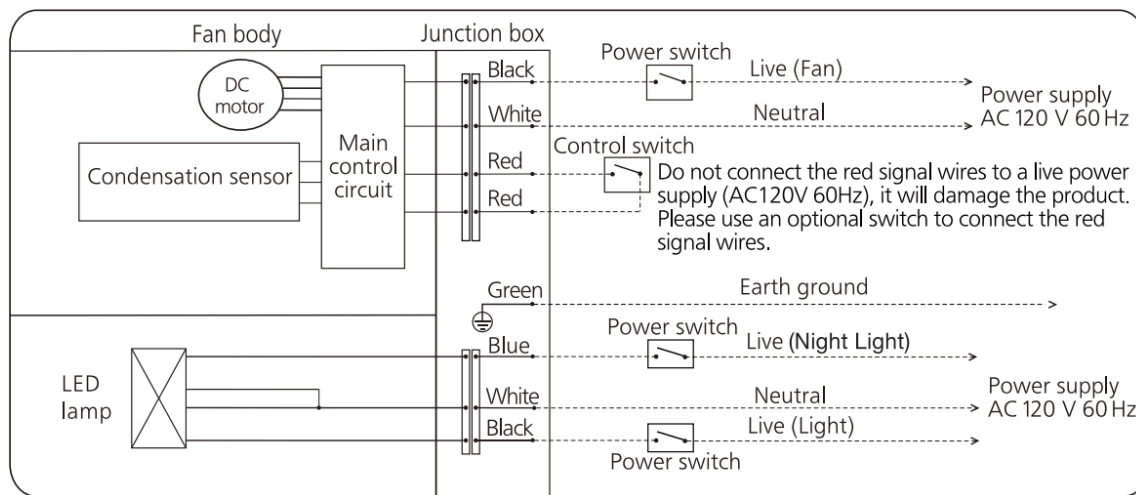 Fan body
Junction box
DC
motor
Main
control
circuit
Condensation sensor
Black
Power switch
Live (Fan)
White
Neutral
Power supply
AC 120 V 60 Hz
Red
Control switch
Red
Do not connect the red signal wires to a live power
supply (AC120V 60Hz), it will damage the product.
Please use an optional switch to connect the red
signal wires.
Green
Earth ground
LED
lamp
Blue
Power switch
Live (Night Light)
White
Neutral
Power supply
AC 120 V 60 Hz
Black
Live (Light)
Power switch